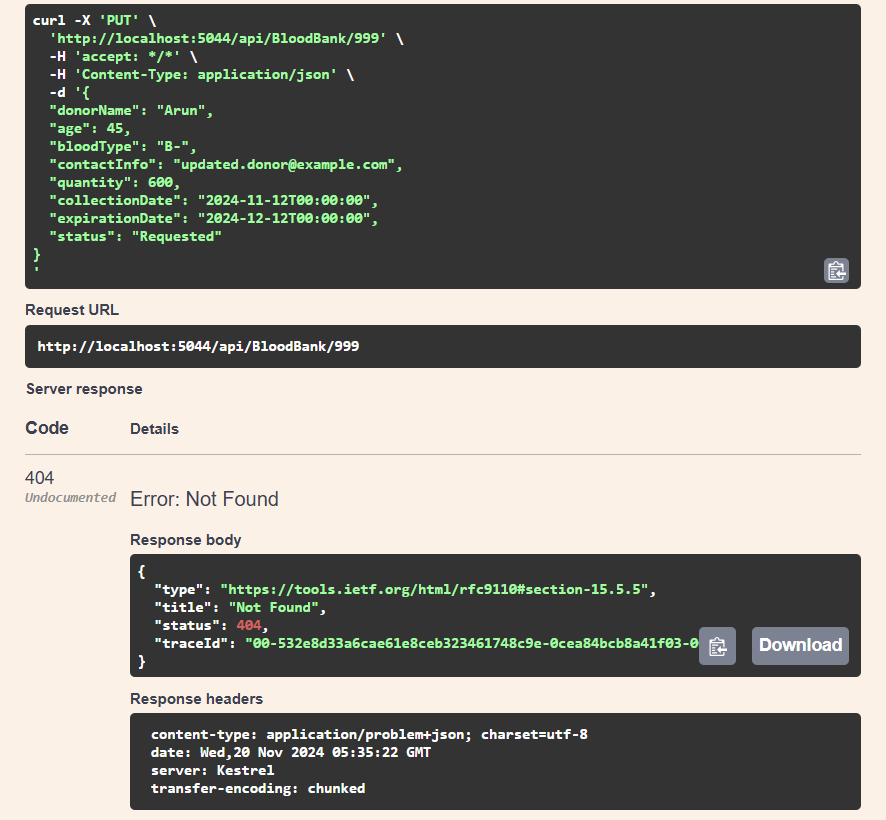 curl -X 'PUT' \
  'http://localhost:5044/api/BloodBank/999' \
  -H 'accept: */*' \
  -H 'Content-Type: application/json' \
  -d '{
  "donorName": "Arun",
  "age": 45,
  "bloodType": "B-",
  "contactInfo": "updated.donor@example.com",
  "quantity": 600,
  "collectionDate": "2024-11-12T00:00:00",
  "expirationDate": "2024-12-12T00:00:00",
  "status": "Requested"
}
'
Request URL
http://localhost:5044/api/BloodBank/999
Server response
Code Details
404
Undocumented
Error: Not Found
Response body
{
  "type": "https://tools.ietf.org/html/rfc9110#section-15.5.5",
  "title": "Not Found",
  "status": 404,
  "traceId": "00-532e8d33a6cae61e8ceb323461748c9e-0cea84bcb8a41f03-0
}
Download
Response headers
content-type: application/problem+json; charset=utf-8
date: Wed,20 Nov 2024 05:35:22 GMT
server: Kestrel
transfer-encoding: chunked